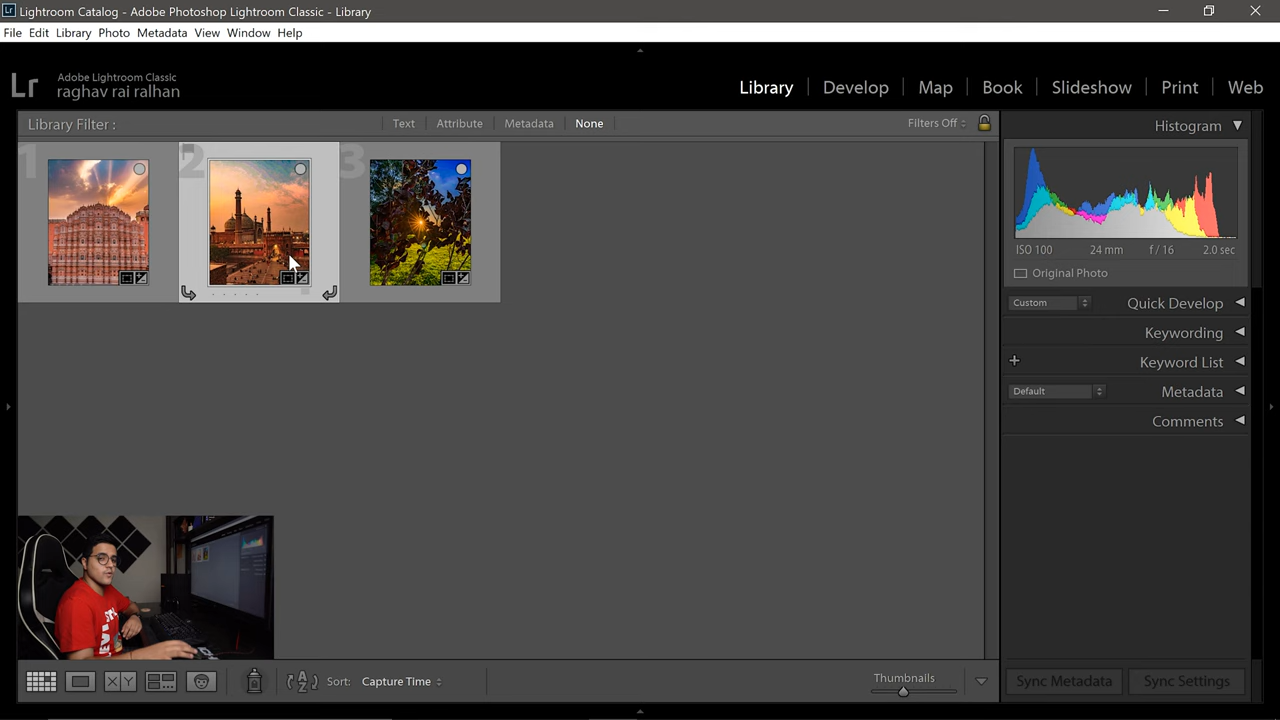 Lr Lightroom Catalog - Adobe Photoshop Lightroom Classic - Library
File Edit Library Photo Metadata View Window Help
Lr Adobe Lightroom Classic
raghav rai ralhan
Library Develop Map Book Slideshow Print Web
Library Filter : Text Attribute Metadata None Filters Off
Histogram
1 2 3
ISO 100 24 mm f / 16 2.0 sec
Original Photo
Custom Quick Develop
Keywording
+ Keyword List
Default Metadata
Comments
XY AZ Sort: Capture Time Thumbnails
Sync Metadata Sync Settings